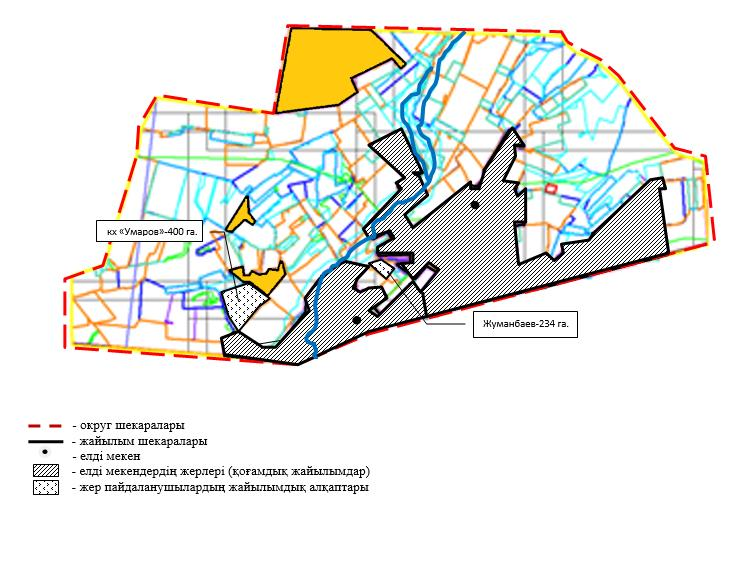 кх «Умаров»-400 га.
Жуманбаев-234 га.
- округ шекаралары
- жайылым шекаралары
- елді мекен
- елді мекендердің жерлері (қоғамдық жайылымдар)
- жер пайдаланушылардың жайылымдық алқаптары